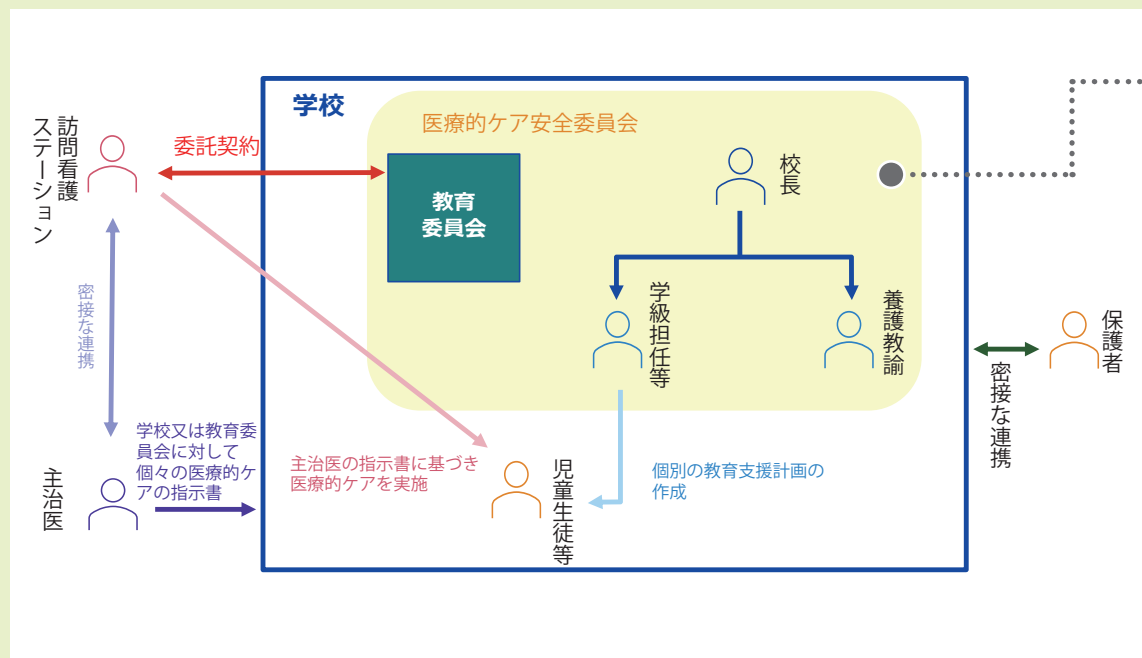 学校
医療的ケア安全委員会
訪問看護
ステーション
委託契約
教育
委員会
校長
学級担任等
養護教諭
保護者
密接な連携
密接な連携
学校又は教育委
員会に対して
個々の医療的ケ
アの指示書
主治医
主治医の指示書に基づき
医療的ケアを実施
児童生徒等
個別の教育支援計画の
作成